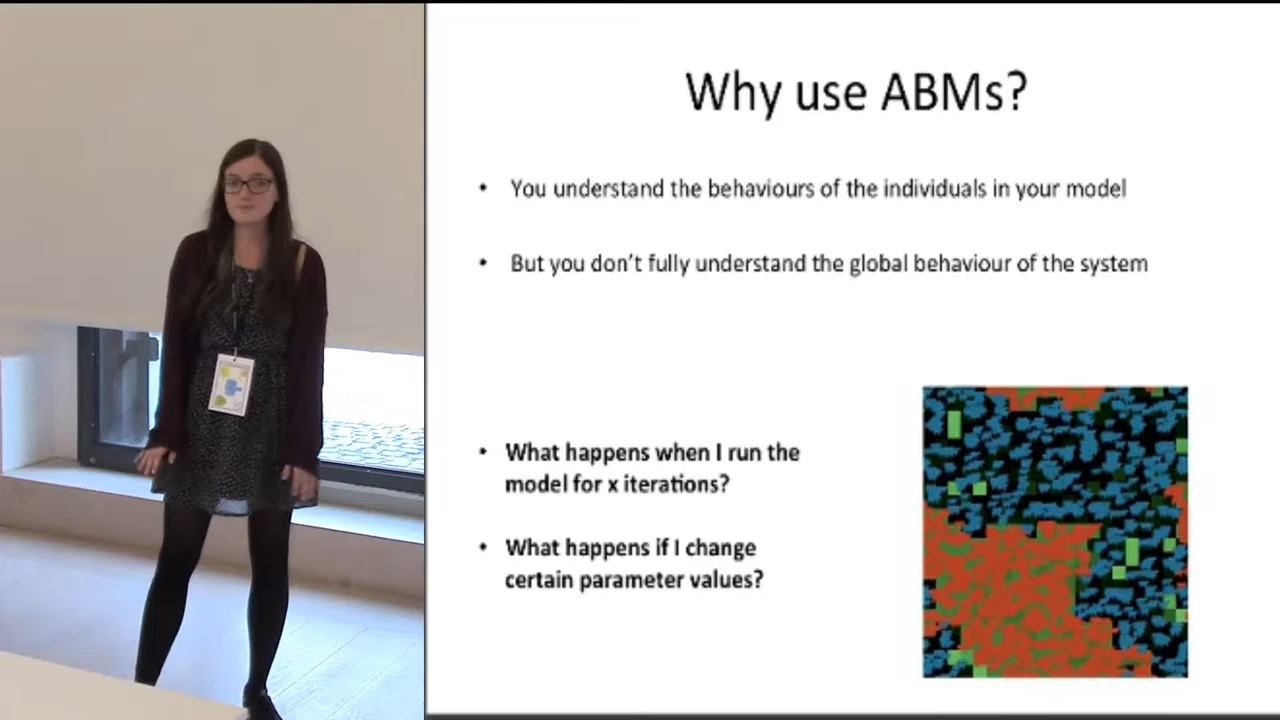 Why use ABMs?
• You understand the behaviours of the individuals in your model
• But you don't fully understand the global behaviour of the system
• What happens when I run the
model for x iterations?
• What happens if I change
certain parameter values?